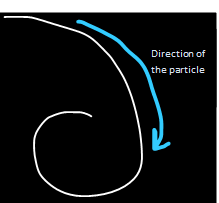 Direction of
the particle